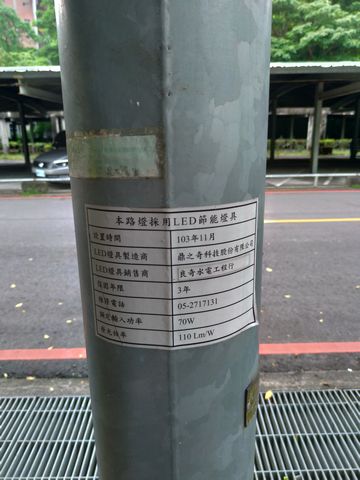 本路燈採用LED節能燈具
設置時間 103年11月
LED燈具製造商 鼎之奇科技股份有限公司
LED燈具銷售商 良奇水電工程行
保固年限 3年
維修電話 05-2717131
額定輸入功率 70W
發光效率 110 Lm/W